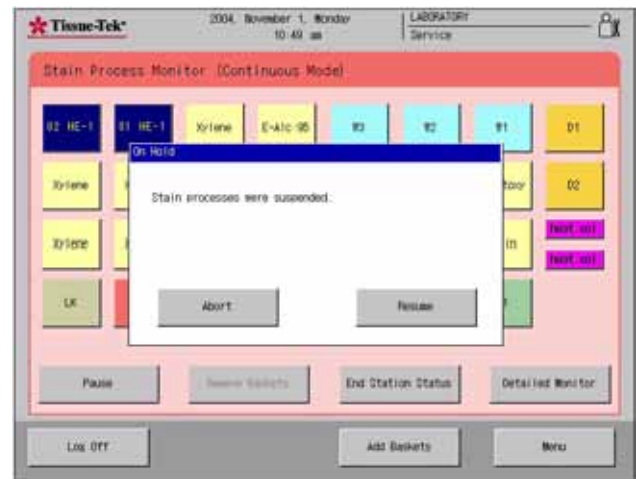 Tissue-Tek
2004, November 1, Monday
10:49 am
LABORATORY
Service
Stain Process Monitor (Continuous Mode)
02 HE-1
01 HE-1
Xylene
E-Alc-95
W3
W2
W1
D1
On Hold
Xylene
D2
Stain processes were suspended.
Xylene
in
LK
Abort
Resume
Pause
Remove Baskets
End Station Status
Detailed Monitor
Log Off
Add Baskets
Menu